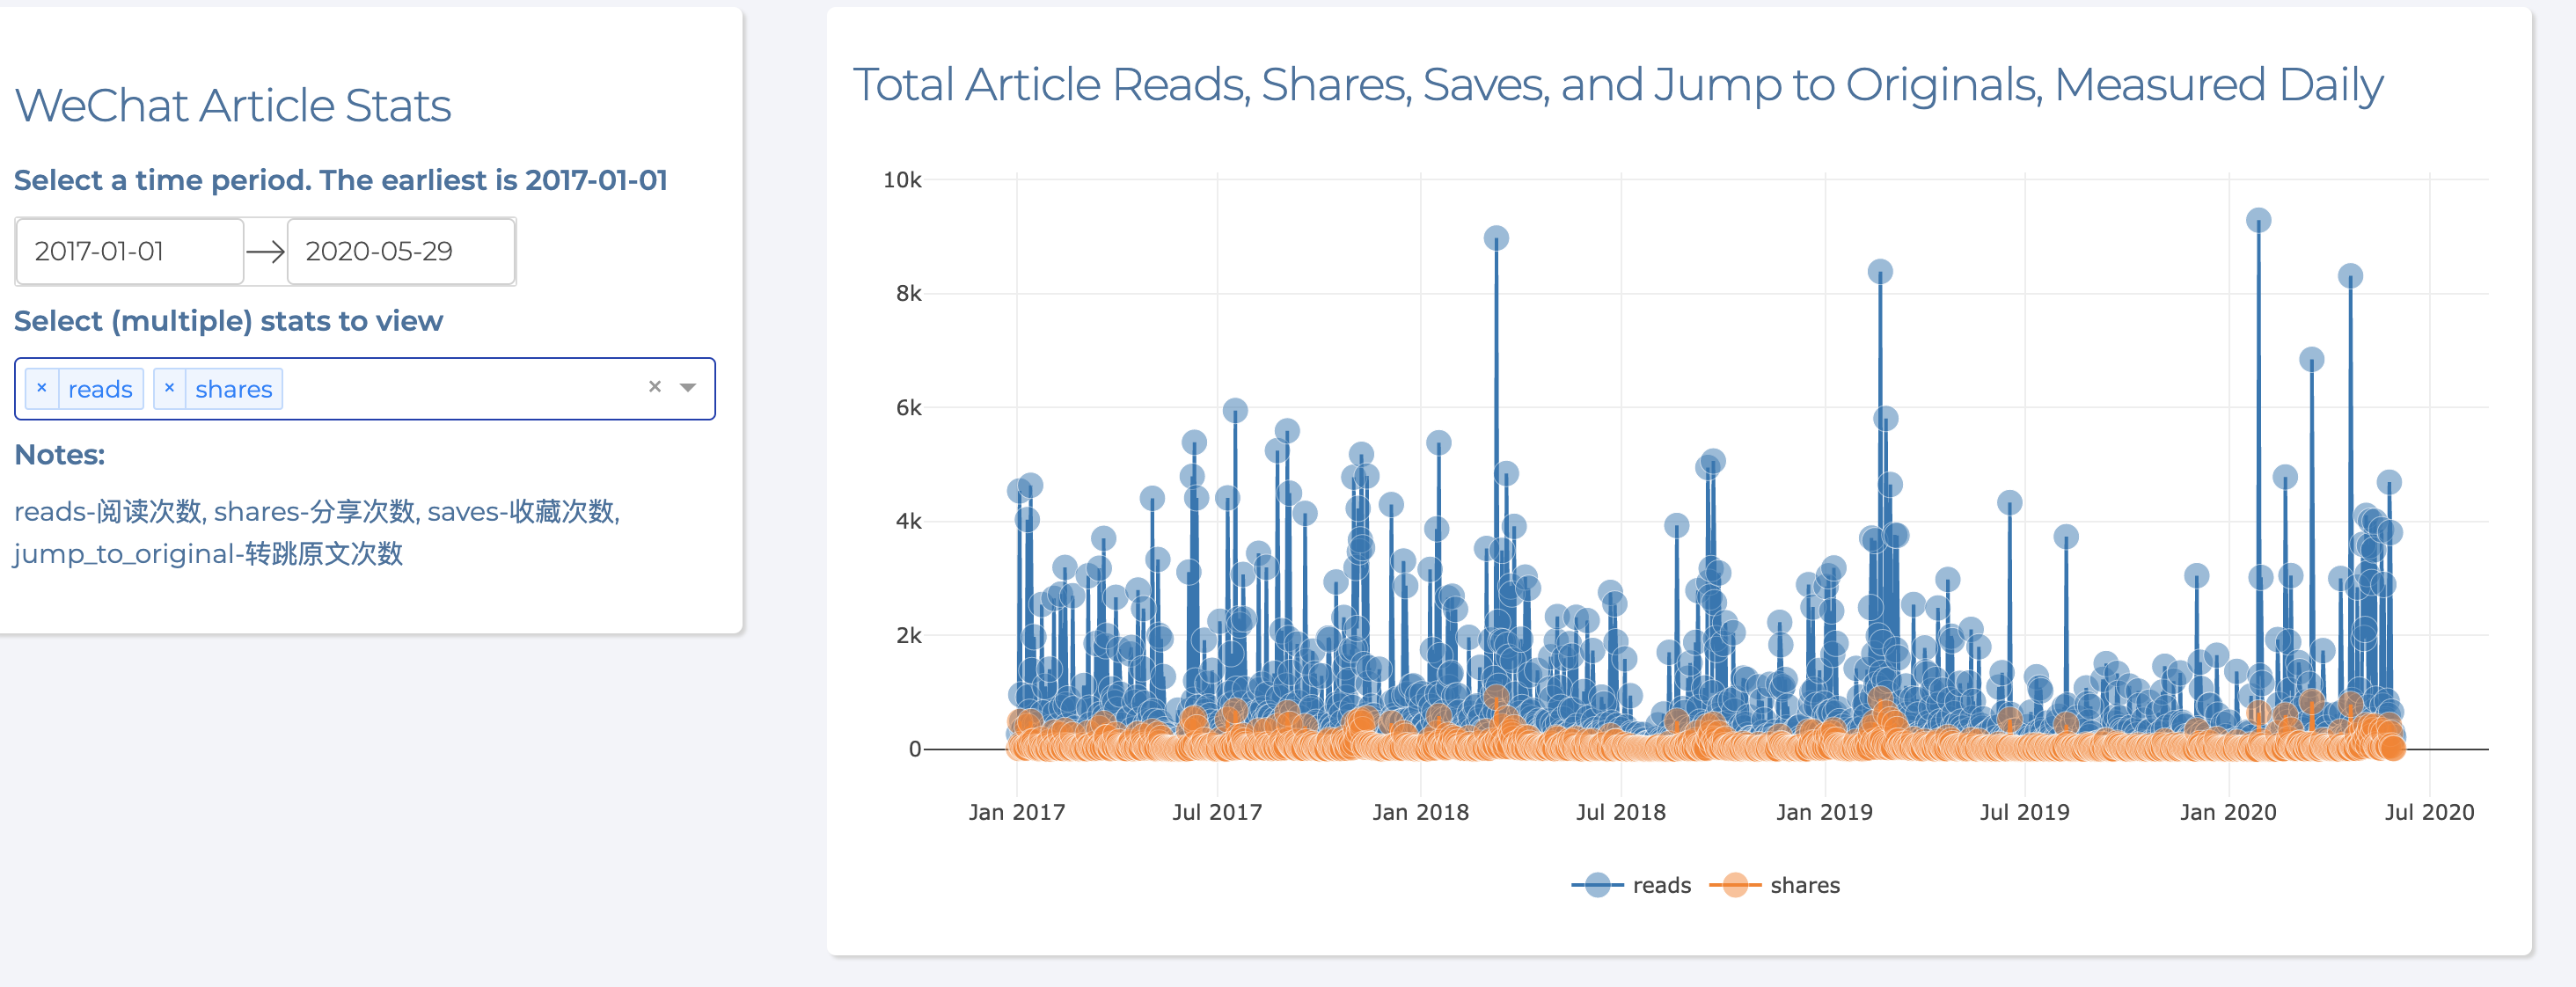 WeChat Article Stats
Select a time period. The earliest is 2017-01-01
2017-01-01 → 2020-05-29
Select (multiple) stats to view
× reads × shares ×
Notes:
reads-阅读次数, shares-分享次数, saves-收藏次数,
jump_to_original-转跳原文次数
Total Article Reads, Shares, Saves, and Jump to Originals, Measured Daily
10k
8k
6k
4k
2k
0
Jan 2017 Jul 2017 Jan 2018 Jul 2018 Jan 2019 Jul 2019 Jan 2020 Jul 2020
reads shares